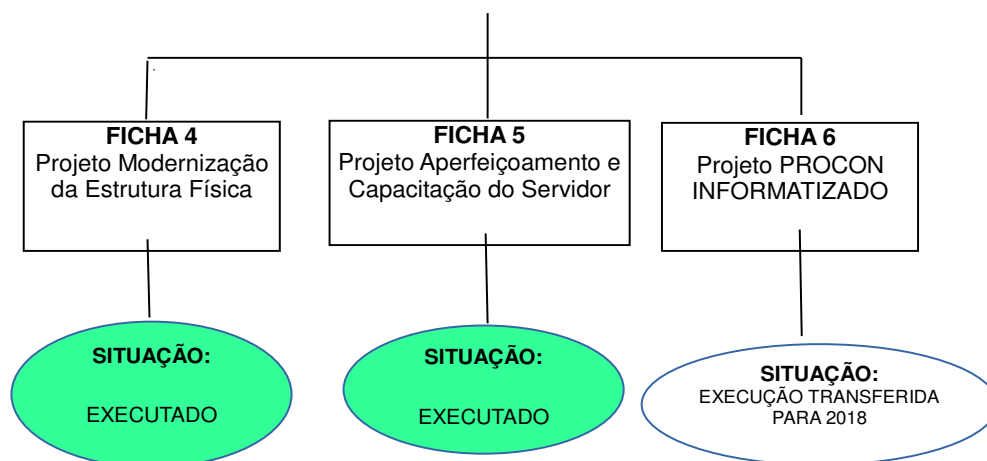 FICHA 4
Projeto Modernização
da Estrutura Física
FICHA 5
Projeto Aperfeiçoamento e
Capacitação do Servidor
FICHA 6
Projeto PROCON
INFORMATIZADO
SITUAÇÃO:
EXECUTADO
SITUAÇÃO:
EXECUTADO
SITUAÇÃO:
EXECUÇÃO TRANSFERIDA
PARA 2018